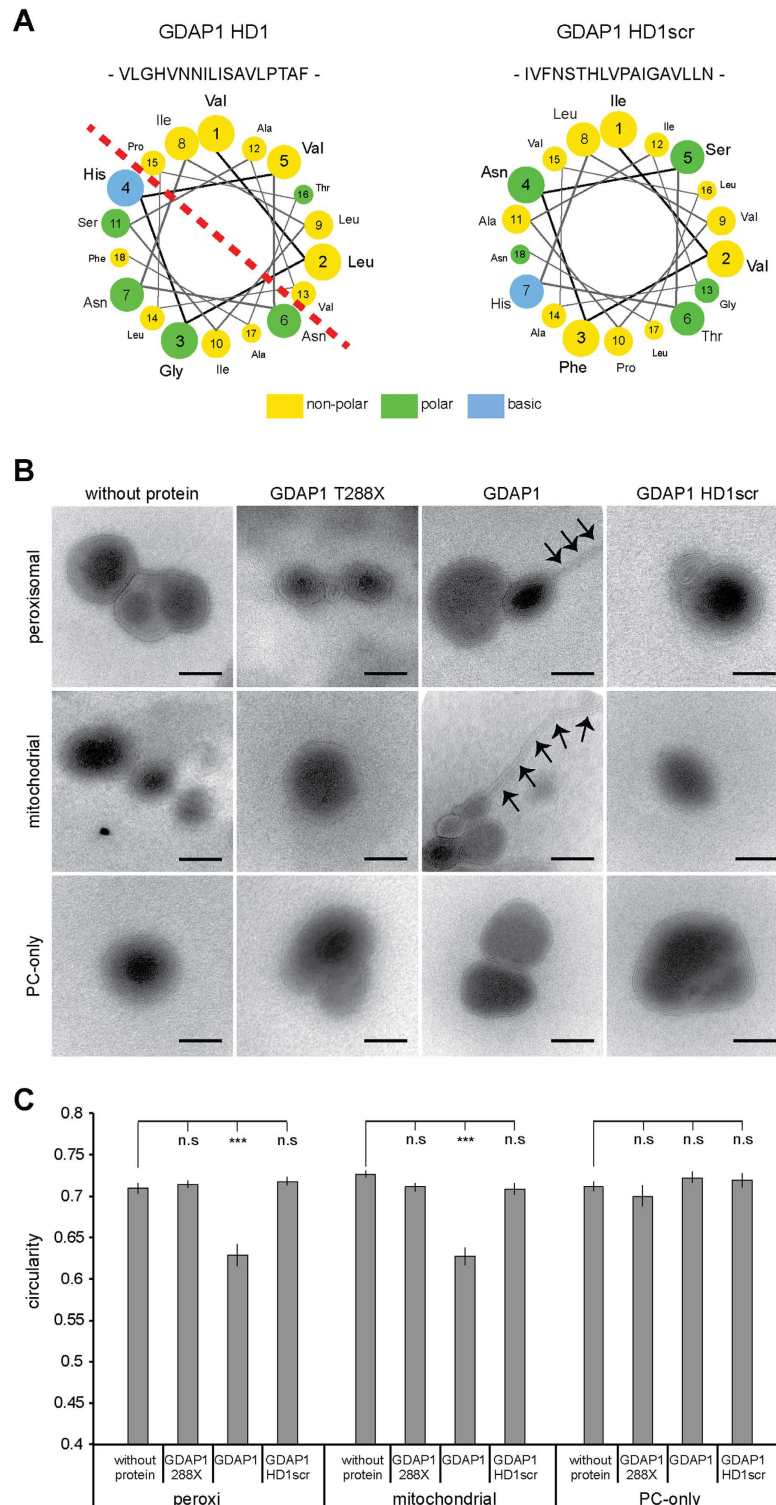 A
GDAP1 HD1
GDAP1 HD1scr
- VLGHVNNILISAVLPTAF -
- IVFNSTHLVPAIGAVLLN -
Val
1
Ile
8
Ala
12
Pro
15
Val
5
His
4
Thr
16
Ser
11
Leu
9
Phe
18
Leu
2
Asn
7
Val
13
Leu
14
Asn
6
Gly
3
Ile
10
Ala
17
Ile
1
Leu
8
Ile
12
Val
15
Ser
5
Asn
4
Leu
16
Ala
11
Val
9
Asn
18
Val
2
His
7
Gly
13
Ala
14
Thr
6
Phe
3
Pro
10
Leu
17
non-polar polar basic
B
without protein GDAP1 T288X GDAP1 GDAP1 HD1scr
peroxisomal
mitochodrial
PC-only
C
0.8
0.75
0.7
0.65
0.6
0.55
0.5
0.45
0.4
circularity
n.s *** n.s n.s *** n.s n.s n.s n.s
without protein
GDAP1 288X
GDAP1
GDAP1 HD1scr
without protein
GDAP1 288X
GDAP1
GDAP1 HD1scr
without protein
GDAP1 288X
GDAP1
GDAP1 HD1scr
peroxi mitochondrial PC-only